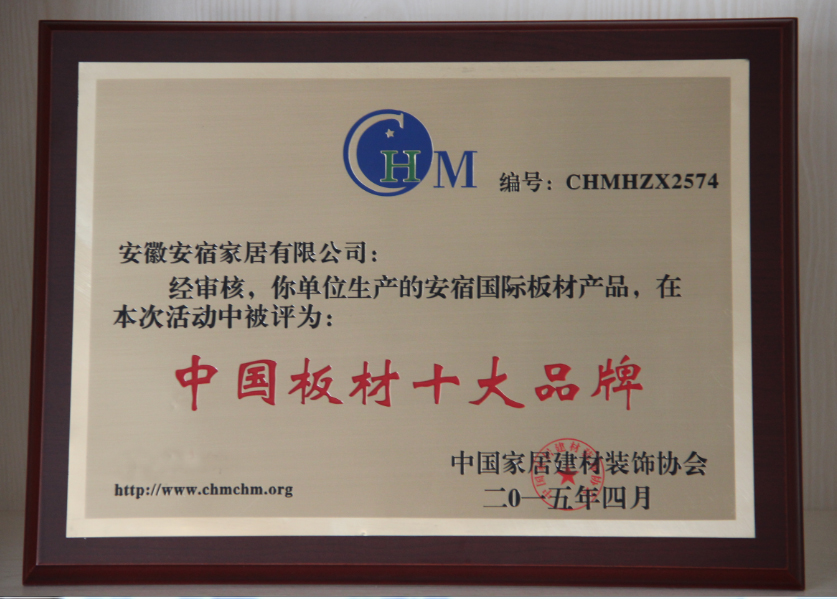 CHM
编号：CHMHZX2574
安徽安宿家居有限公司：
经审核，你单位生产的安宿国际板材产品，在
本次活动中被评为：
中国板材十大品牌
中国家居建材装饰协会
http://www.chmchm.org
二0一五年四月